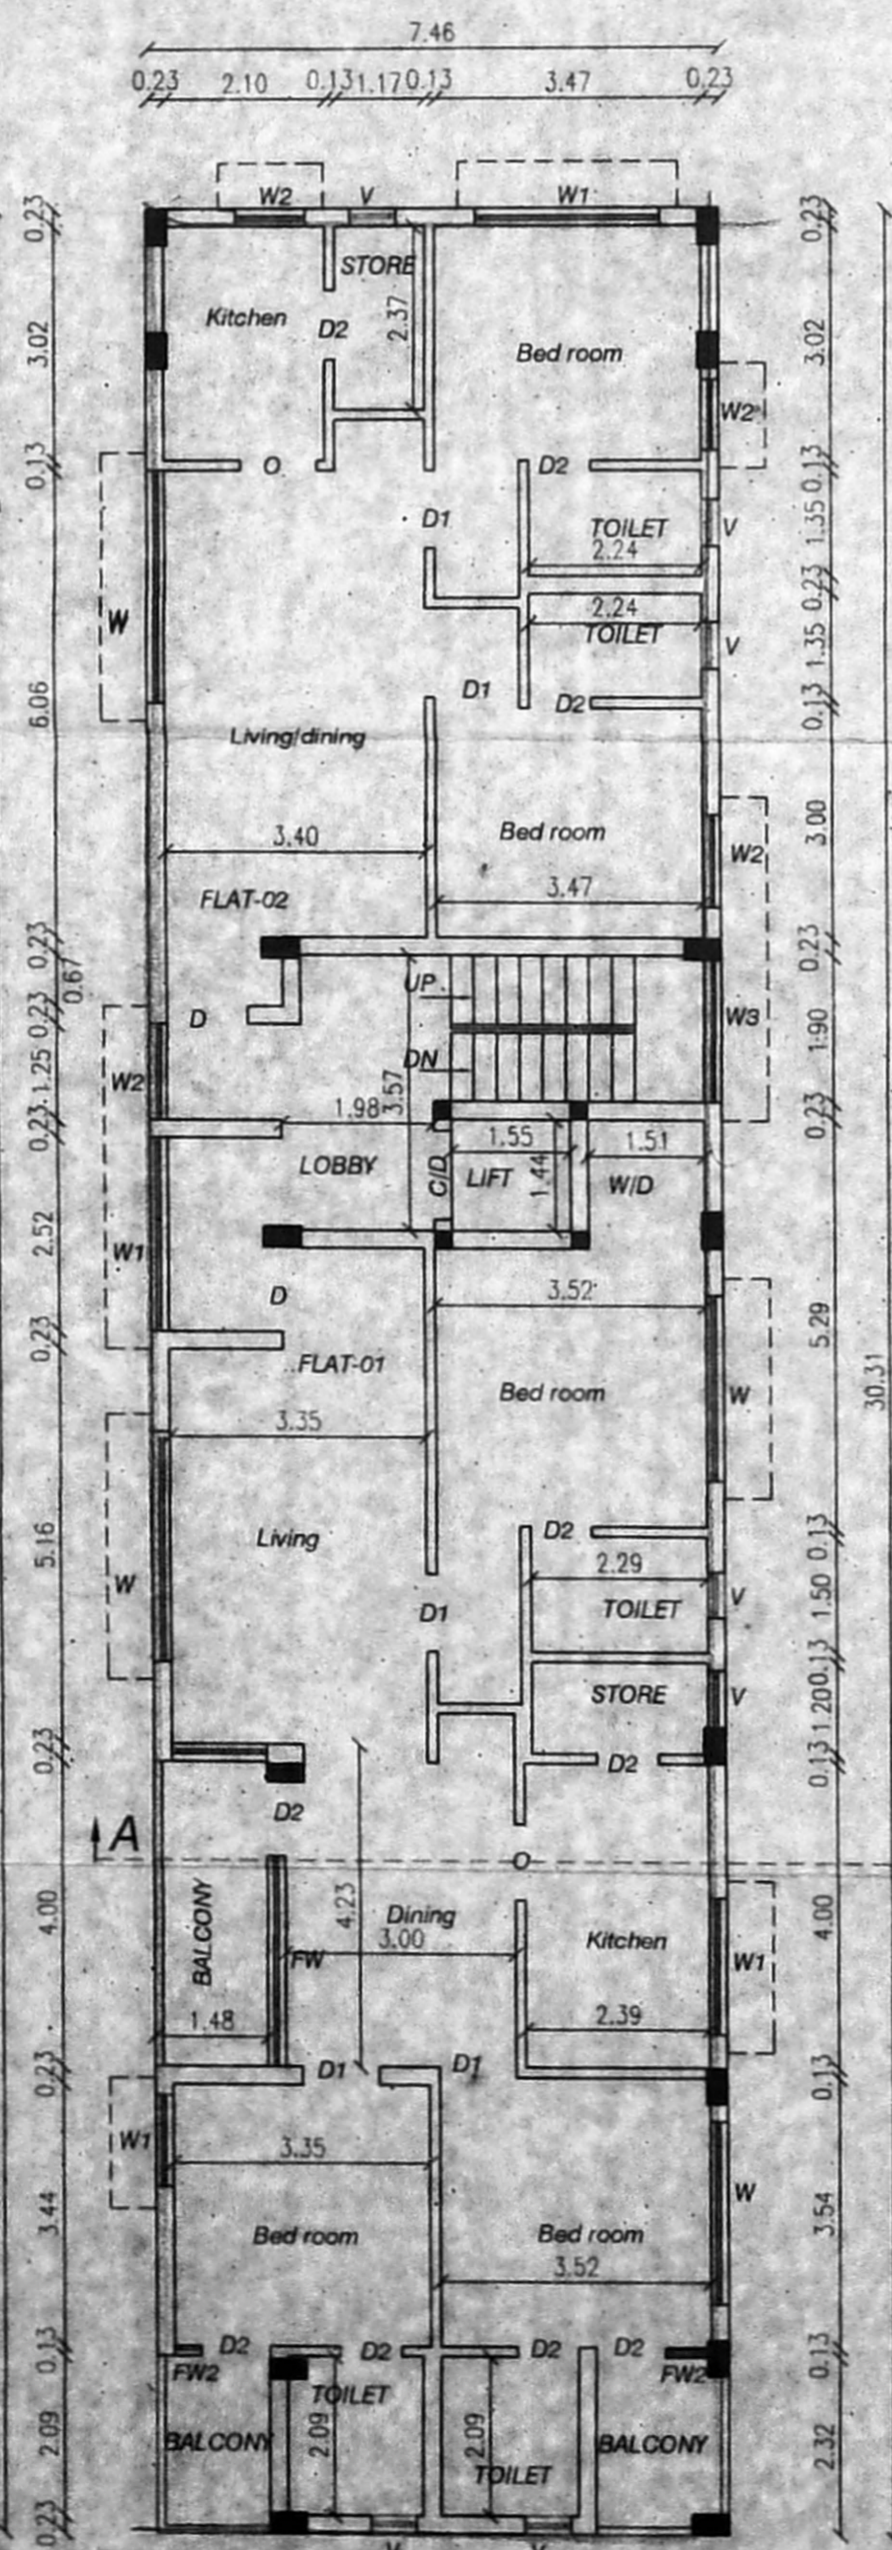 7.46
0.23 2.10 0.13 1.17 0.13 3.47 0.23
W2 V W1
0.23 0.23
STORE
Kitchen D2 2.37
3.02 Bed room 3.02
W2
0.13 O D2 0.13
D1 TOILET V 1.35
2.24
0.23
2.24
W TOILET V 1.35
6.06 D1 D2 0.13
Living/dining
3.40 Bed room W2 3.00
FLAT-02 3.47
0.23 0.23
0.67 UP
0.23 D W3 1.90
W2 DN
1.25 3.57
0.23 1.98 0.23
LOBBY C/D 1.55 1.51
LIFT 1.44 W/D
2.52 W1
D 3.52
0.23 5.29
FLAT-01 Bed room W 30.31
3.35
5.16 Living D2 0.13
W 2.29
D1 TOILET V 1.50
0.13
STORE V 1.20
0.23 D2 0.13
D2
A
O
4.00 BALCONY 4.23 Dining 4.00
FW 3.00 Kitchen W1
1.48 2.39
0.23 D1 D1 0.13
W1 3.35
W
3.44 Bed room Bed room 3.54
3.52
0.13 D2 D2 D2 D2 0.13
FW2 FW2
TOILET
2.09 BALCONY 2.09 2.09 BALCONY 2.32
TOILET
0.23
V V